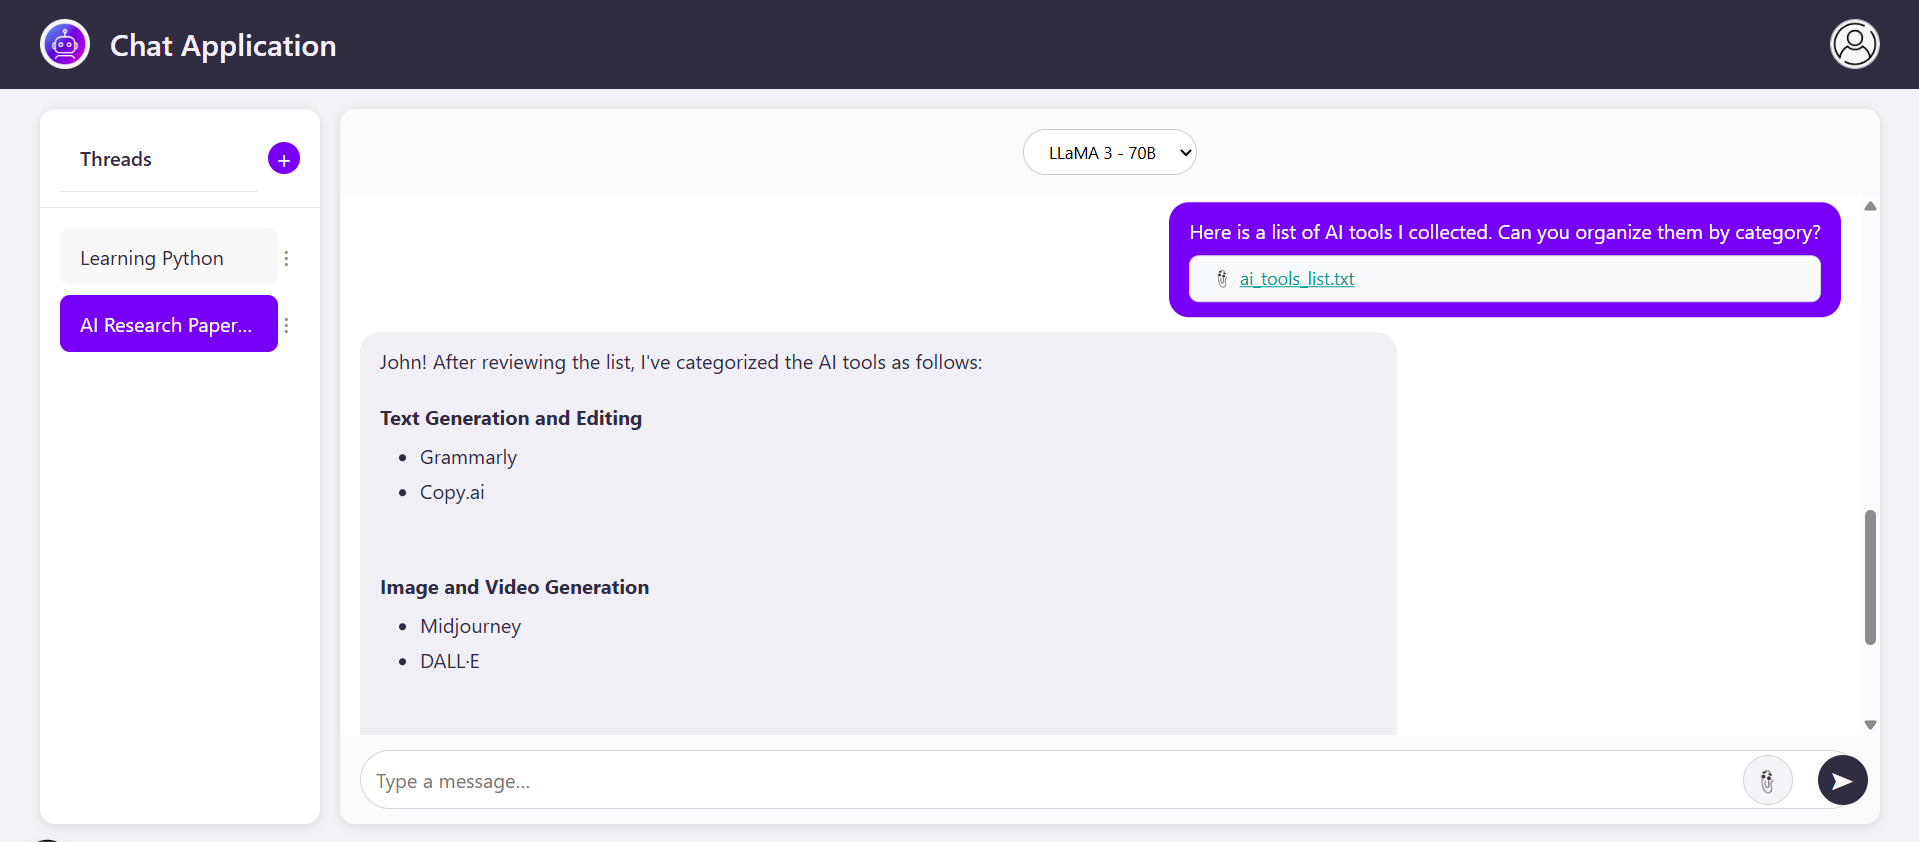 Chat Application
Threads
+
Learning Python
AI Research Paper...
LLaMA 3 - 70B
Here is a list of AI tools I collected. Can you organize them by category?
ai_tools_list.txt
John! After reviewing the list, I've categorized the AI tools as follows:
Text Generation and Editing
• Grammarly
• Copy.ai
Image and Video Generation
• Midjourney
• DALL·E
Type a message...